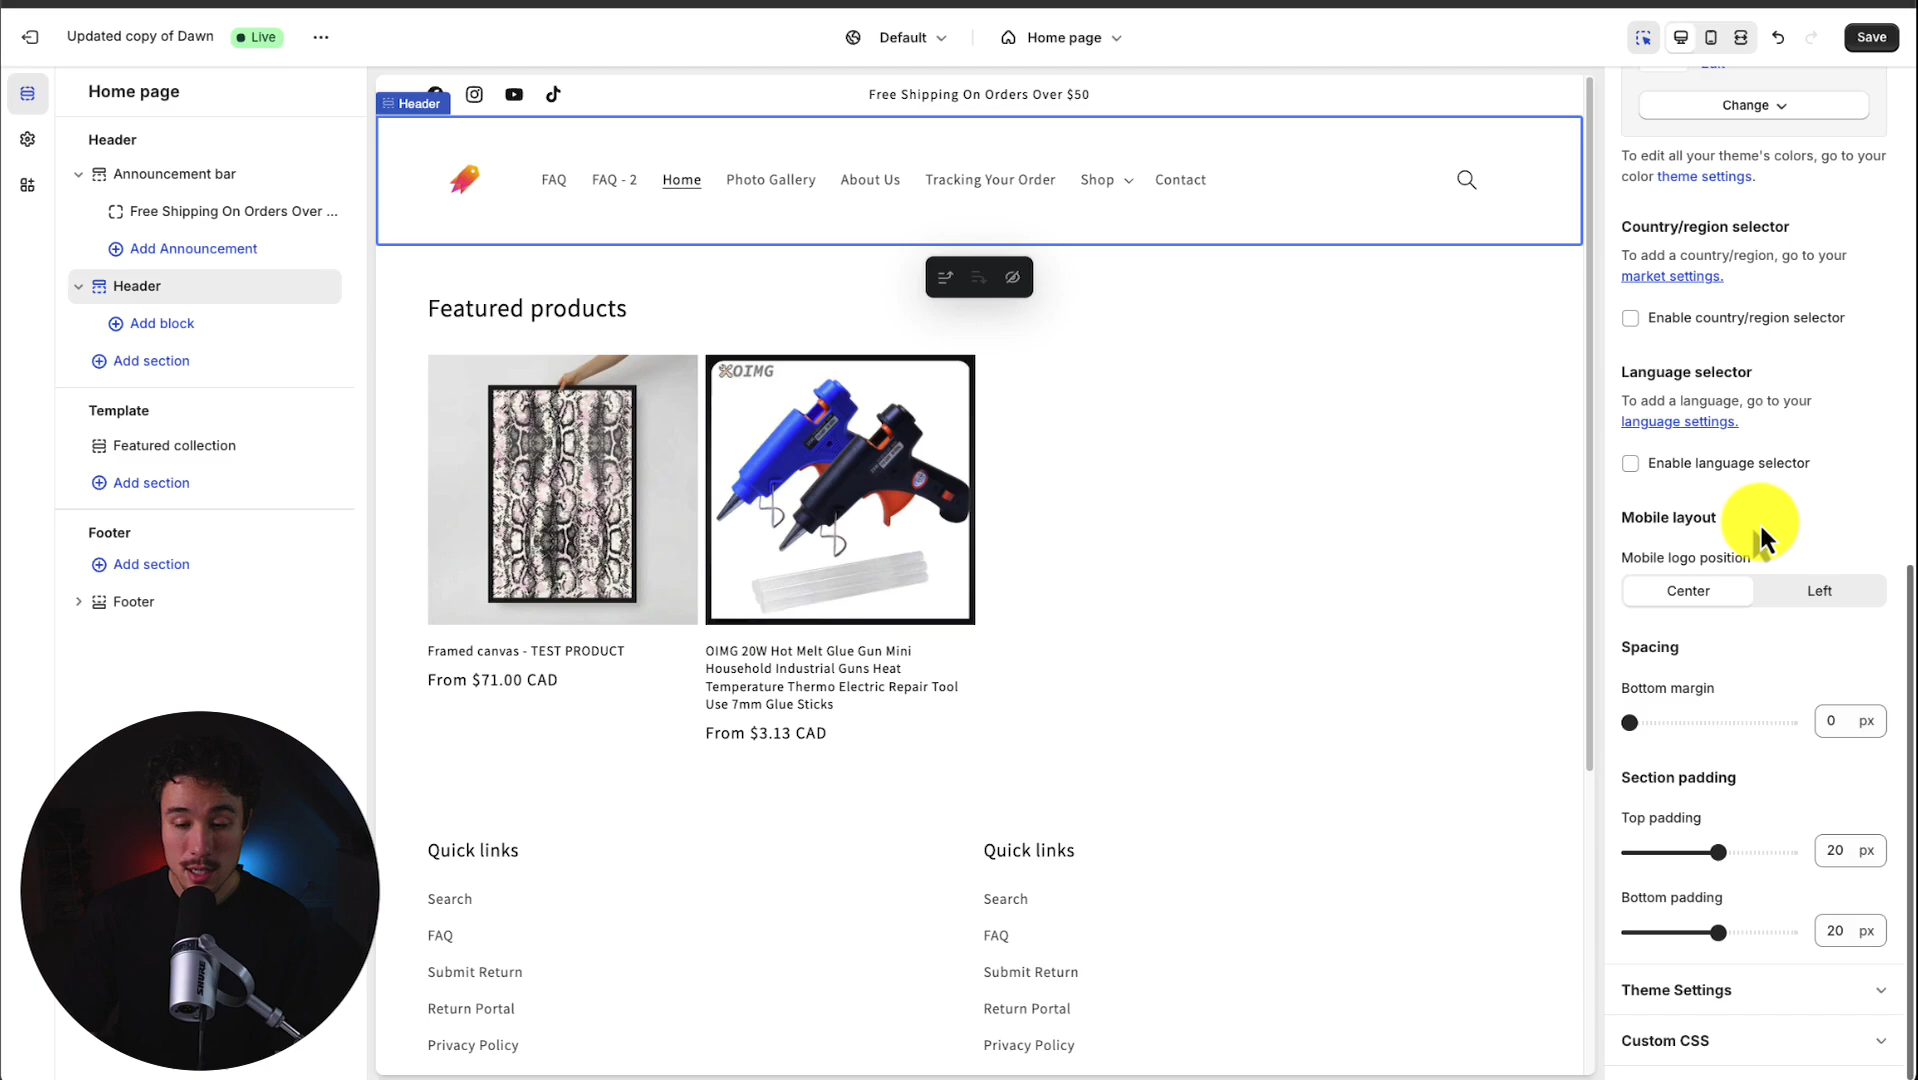 Updated copy of Dawn
Live
Default
Home page
Save
Home page
Header
Announcement bar
Free Shipping On Orders Over ...
Add Announcement
Header
Add block
Add section
Template
Featured collection
Add section
Footer
Add section
Footer
Free Shipping On Orders Over $50
Header
FAQ
FAQ - 2
Home
Photo Gallery
About Us
Tracking Your Order
Shop
Contact
Featured products
OIMG
Framed canvas - TEST PRODUCT
From $71.00 CAD
OIMG 20W Hot Melt Glue Gun Mini
Household Industrial Guns Heat
Temperature Thermo Electric Repair Tool
Use 7mm Glue Sticks
From $3.13 CAD
Quick links
Search
FAQ
Submit Return
Return Portal
Privacy Policy
Quick links
Search
FAQ
Submit Return
Return Portal
Privacy Policy
SHURE
Edit
Change
To edit all your theme's colors, go to your
color theme settings.
Country/region selector
To add a country/region, go to your
market settings.
Enable country/region selector
Language selector
To add a language, go to your
language settings.
Enable language selector
Mobile layout
Mobile logo position
Center
Left
Spacing
Bottom margin
0 px
Section padding
Top padding
20 px
Bottom padding
20 px
Theme Settings
Custom CSS